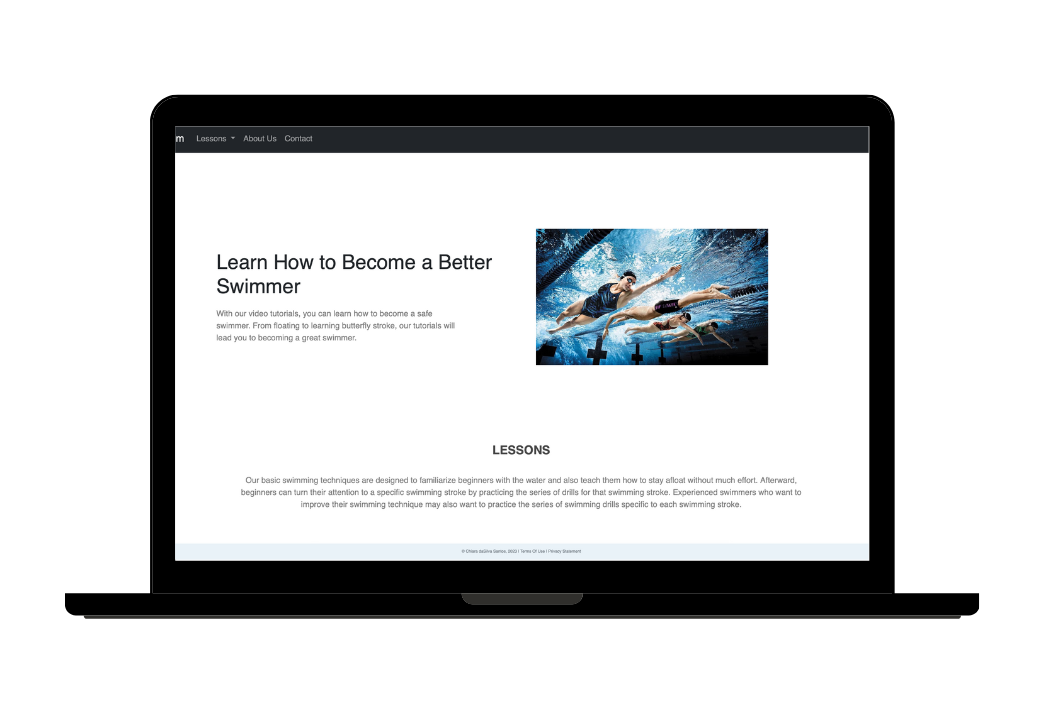 m Lessons About Us Contact
Learn How to Become a Better
Swimmer
With our video tutorials, you can learn how to become a safe
swimmer. From floating to learning butterfly stroke, our tutorials will
lead you to becoming a great swimmer.
LESSONS
Our basic swimming techniques are designed to familiarize beginners with the water and also teach them how to stay afloat without much effort. Afterward,
beginners can turn their attention to a specific swimming stroke by practicing the series of drills for that swimming stroke. Experienced swimmers who want to
improve their swimming technique may also want to practice the series of swimming drills specific to each swimming stroke.
© Chiara daSilva Santos, 2022 | Terms Of Use | Privacy Statement